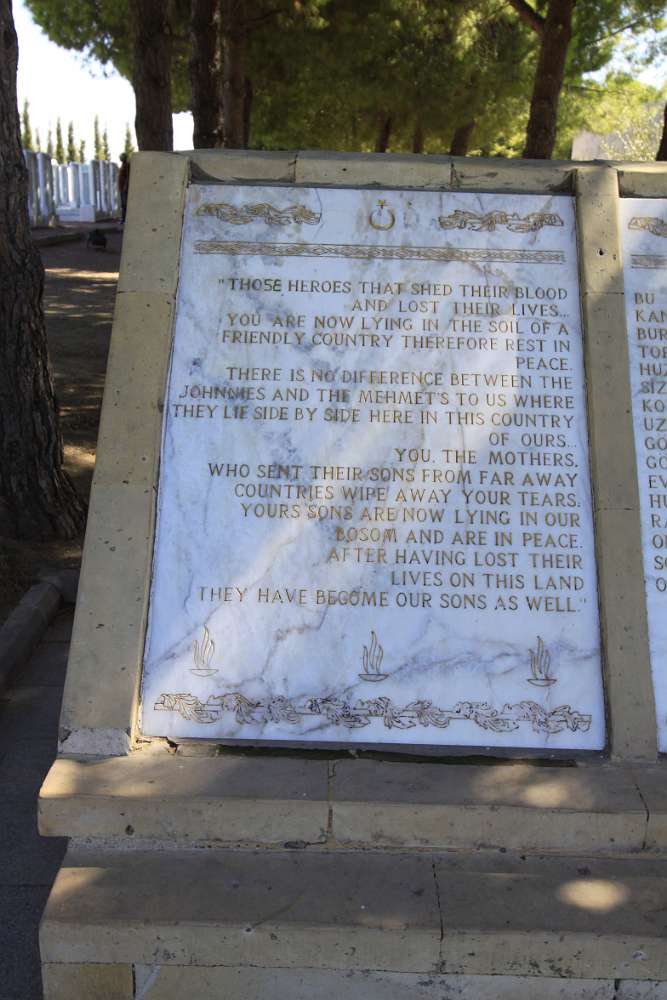 "THOSE HEROES THAT SHED THEIR BLOOD
AND LOST THEIR LIVES...
YOU ARE NOW LYING IN THE SOIL OF A
FRIENDLY COUNTRY THEREFORE REST IN
PEACE.
THERE IS NO DIFFERENCE BETWEEN THE
JOHNNIES AND THE MEHMET'S TO US WHERE
THEY LIE SIDE BY SIDE HERE IN THIS COUNTRY
OF OURS...
YOU, THE MOTHERS,
WHO SENT THEIR SONS FROM FAR AWAY
COUNTRIES WIPE AWAY YOUR TEARS.
YOURS SONS ARE NOW LYING IN OUR
BOSOM AND ARE IN PEACE.
AFTER HAVING LOST THEIR
LIVES ON THIS LAND
THEY HAVE BECOME OUR SONS AS WELL."
BU